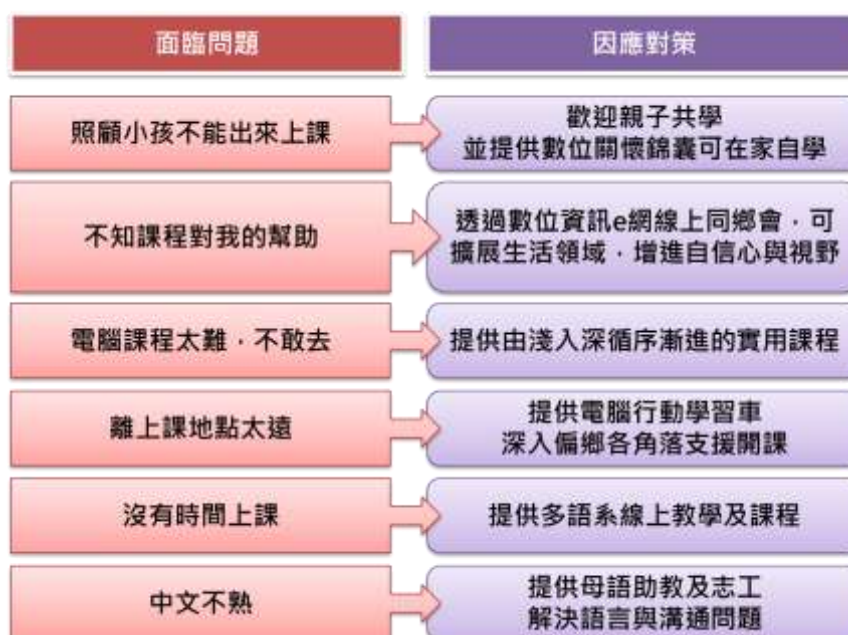 面臨問題
因應對策
照顧小孩不能出來上課
歡迎親子共學
並提供數位關懷錦囊可在家自學
不知課程對我的幫助
透過數位資訊e網線上同鄉會，可
擴展生活領域，增進自信心與視野
電腦課程太難，不敢去
提供由淺入深循序漸進的實用課程
離上課地點太遠
提供電腦行動學習車
深入偏鄉各角落支援開課
沒有時間上課
提供多語系線上教學及課程
中文不熟
提供母語助教及志工
解決語言與溝通問題